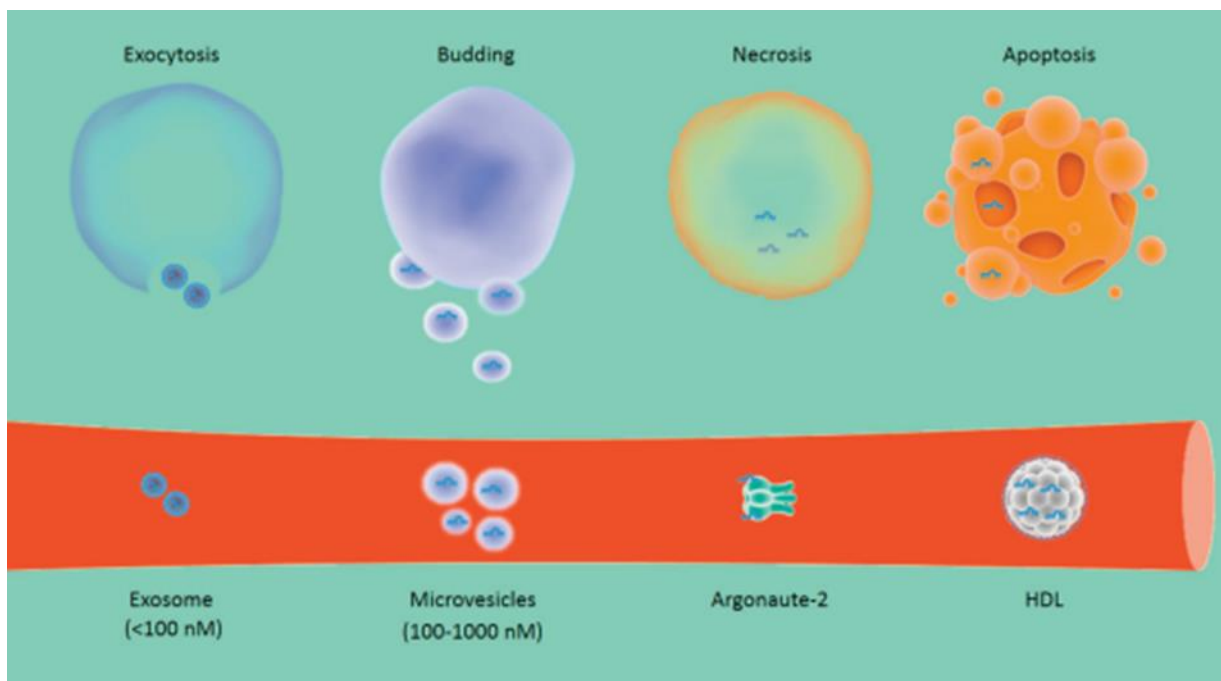 Exocytosis
Budding
Necrosis
Apoptosis
Exosome
(<100 nM)
Microvesicles
(100-1000 nM)
Argonaute-2
HDL